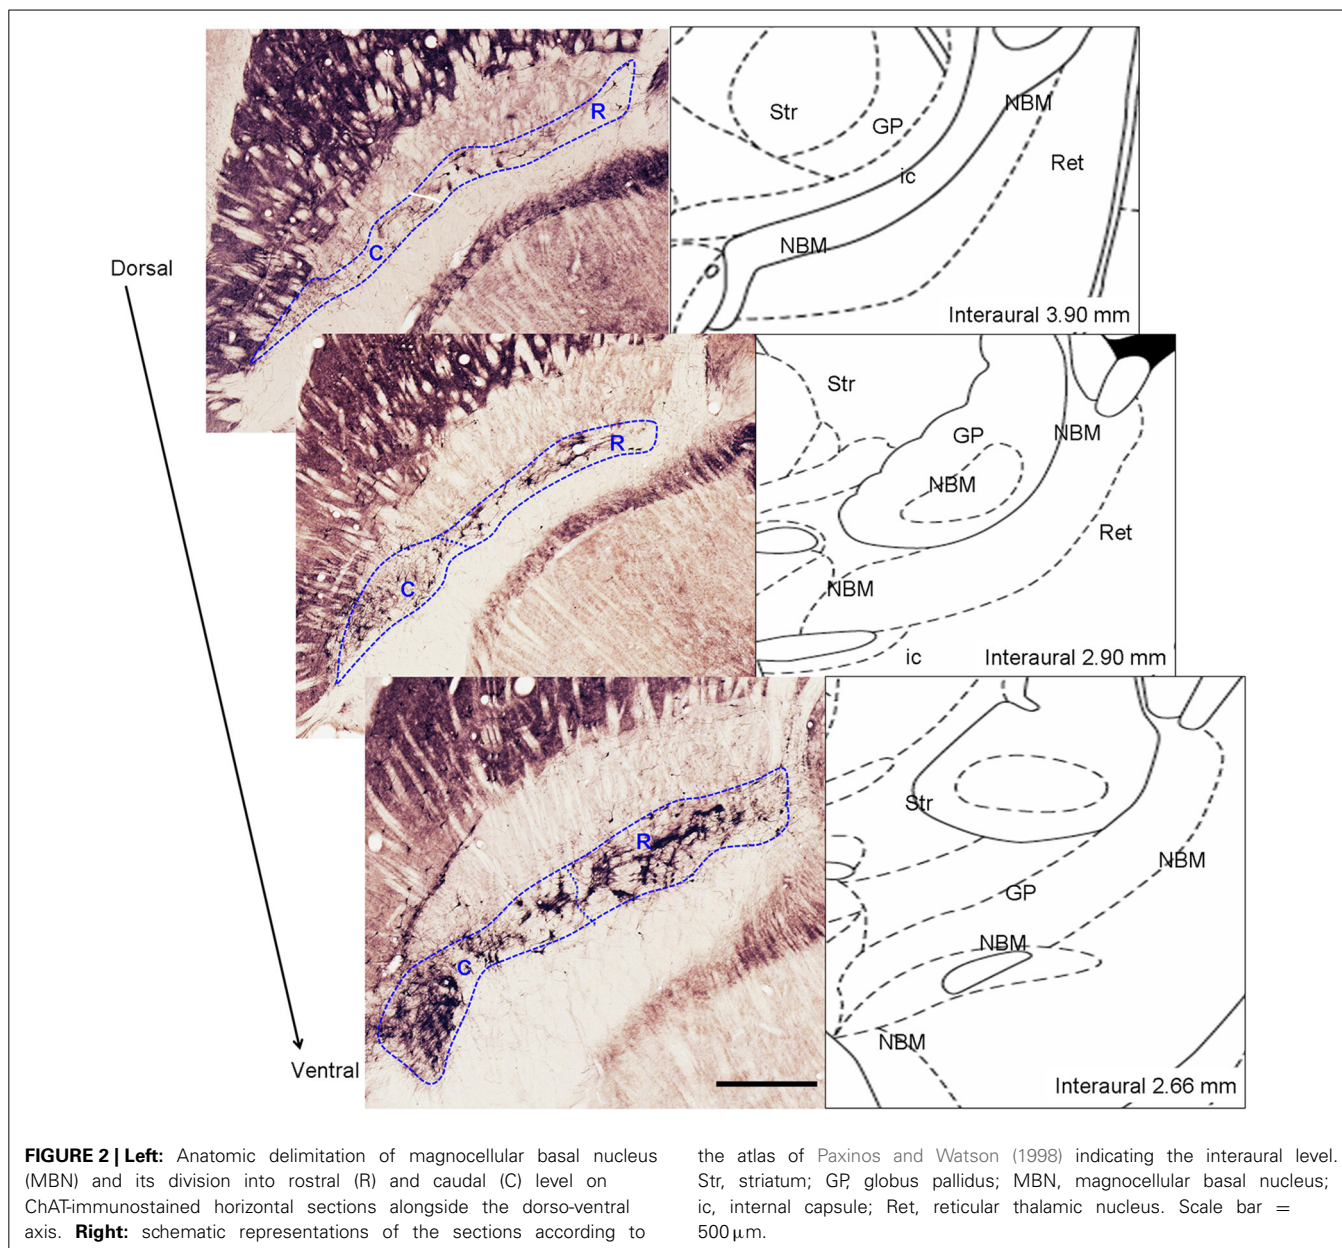 Dorsal
R
C
Str
GP
NBM
ic
Ret
NBM
Interaural 3.90 mm
R
C
Str
GP
NBM
NBM
Ret
NBM
ic
Interaural 2.90 mm
R
C
Str
NBM
GP
NBM
NBM
Interaural 2.66 mm
Ventral
FIGURE 2 | Left: Anatomic delimitation of magnocellular basal nucleus
(MBN) and its division into rostral (R) and caudal (C) level on
ChAT-immunostained horizontal sections alongside the dorso-ventral
axis. Right: schematic representations of the sections according to
the atlas of Paxinos and Watson (1998) indicating the interaural level.
Str, striatum; GP, globus pallidus; MBN, magnocellular basal nucleus;
ic, internal capsule; Ret, reticular thalamic nucleus. Scale bar =
500 μm.